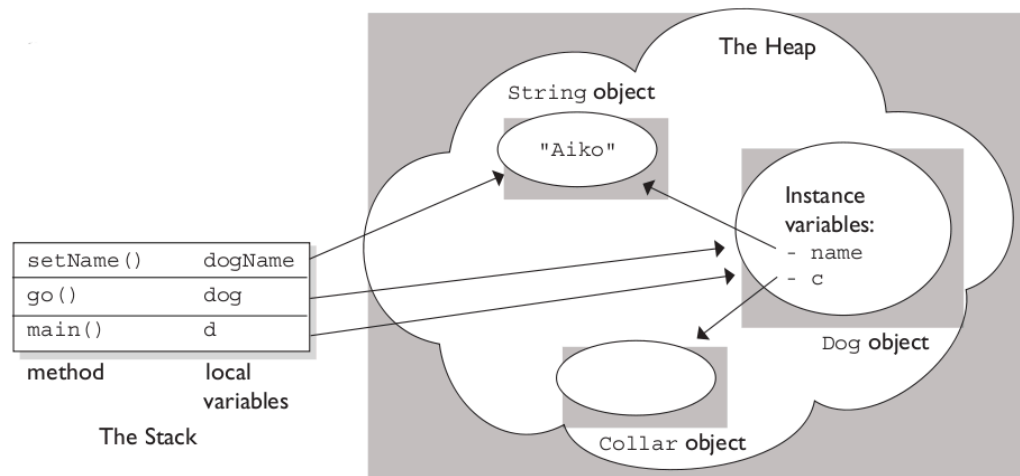 The Heap
String object
"Aiko"
Instance
variables:
- name
- c
Dog object
Collar object
setName() dogName
go() dog
main() d
method local
variables
The Stack